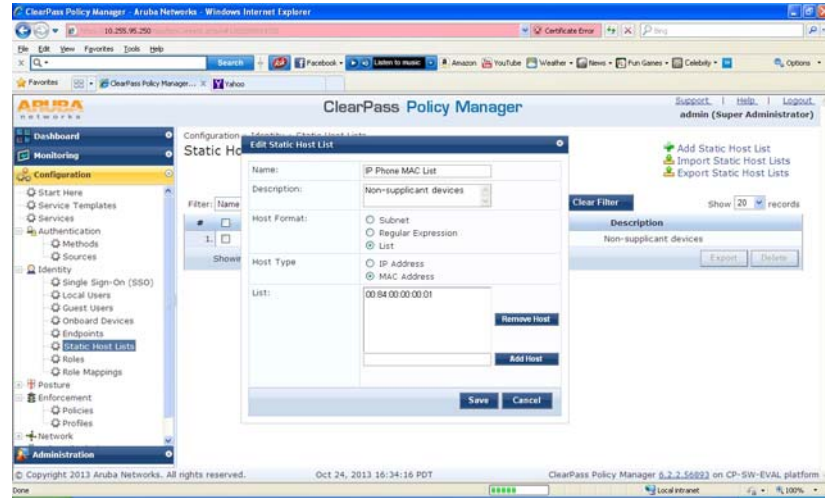 ClearPass Policy Manager - Aruba Networks - Windows Internet Explorer
10.255.95.250
Certificate Error
Bing
File Edit View Favorites Tools Help
Search
Facebook
Listen to music
Amazon
YouTube
Weather
News
Fun Games
Celebrity
Options
Favorites
ClearPass Policy Manager...
Yahoo
ARUBA
networks
ClearPass Policy Manager
Support | Help | Logout
admin (Super Administrator)
Dashboard
Monitoring
Configuration
Start Here
Service Templates
Services
Authentication
Methods
Sources
Identity
Single Sign-On (SSO)
Local Users
Guest Users
Onboard Devices
Endpoints
Static Host Lists
Roles
Role Mappings
Posture
Enforcement
Policies
Profiles
Network
Administration
Configuration » Identity » Static Host Lists
Static Ho
Add Static Host List
Import Static Host Lists
Export Static Host Lists
Filter: Name
Clear Filter
Show 20 records
#
Description
1.
Non-supplicant devices
Showi
Export
Delete
Edit Static Host List
Name:
IP Phone MAC List
Description:
Non-supplicant devices
Host Format:
Subnet
Regular Expression
List
Host Type
IP Address
MAC Address
List:
00:84:00:00:00:01
Remove Host
Add Host
Save
Cancel
© Copyright 2013 Aruba Networks. All rights reserved.
Oct 24, 2013 16:34:16 PDT
ClearPass Policy Manager 6.2.2.56893 on CP-SW-EVAL platform
Done
Local intranet
100%